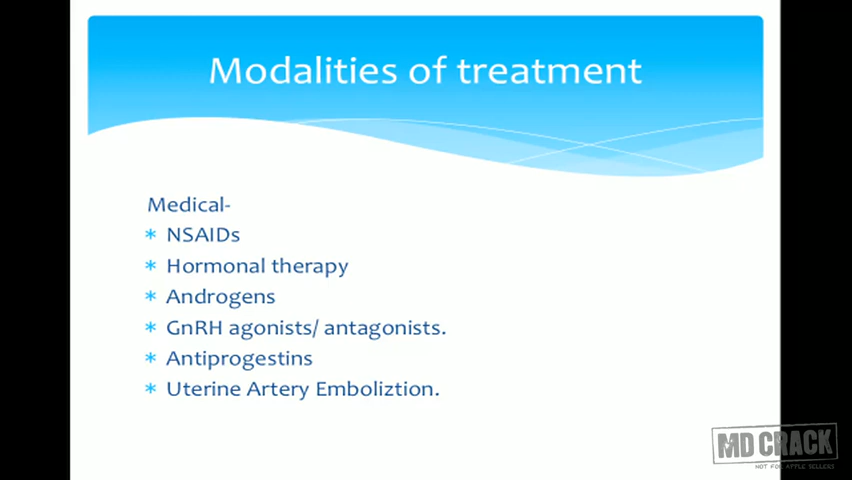 Modalities of treatment
Medical-
* NSAIDs
* Hormonal therapy
* Androgens
* GnRH agonists/ antagonists.
* Antiprogestins
* Uterine Artery Emboliztion.
MD CRACK
NOT FOR APPLE SELLERS